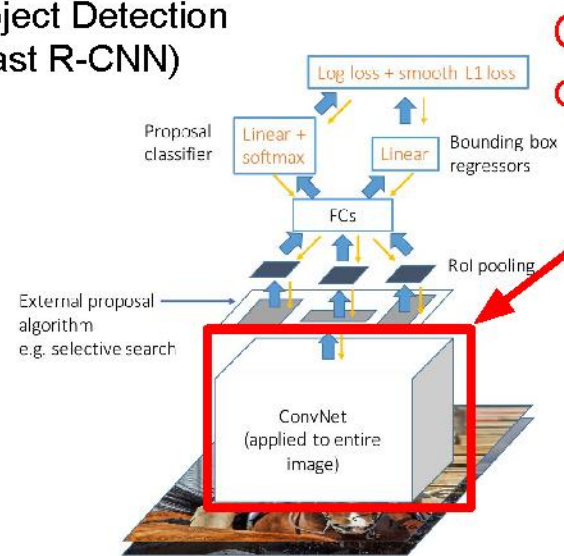 ject Detection
ast R-CNN)
Log loss + smooth L1 loss
Proposal
classifier
Linear +
softmax
Linear
Bounding box
regressors
FCs
RoI pooling
External proposal
algorithm
e.g. selective search
ConvNet
(applied to entire
image)